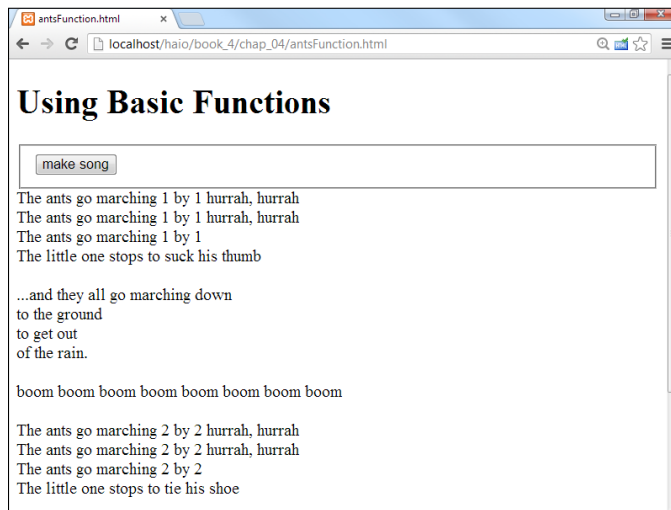 antsFunction.html
localhost/haio/book_4/chap_04/antsFunction.html
Using Basic Functions
make song
The ants go marching 1 by 1 hurrah, hurrah
The ants go marching 1 by 1 hurrah, hurrah
The ants go marching 1 by 1
The little one stops to suck his thumb
...and they all go marching down
to the ground
to get out
of the rain.
boom boom boom boom boom boom boom boom
The ants go marching 2 by 2 hurrah, hurrah
The ants go marching 2 by 2 hurrah, hurrah
The ants go marching 2 by 2
The little one stops to tie his shoe